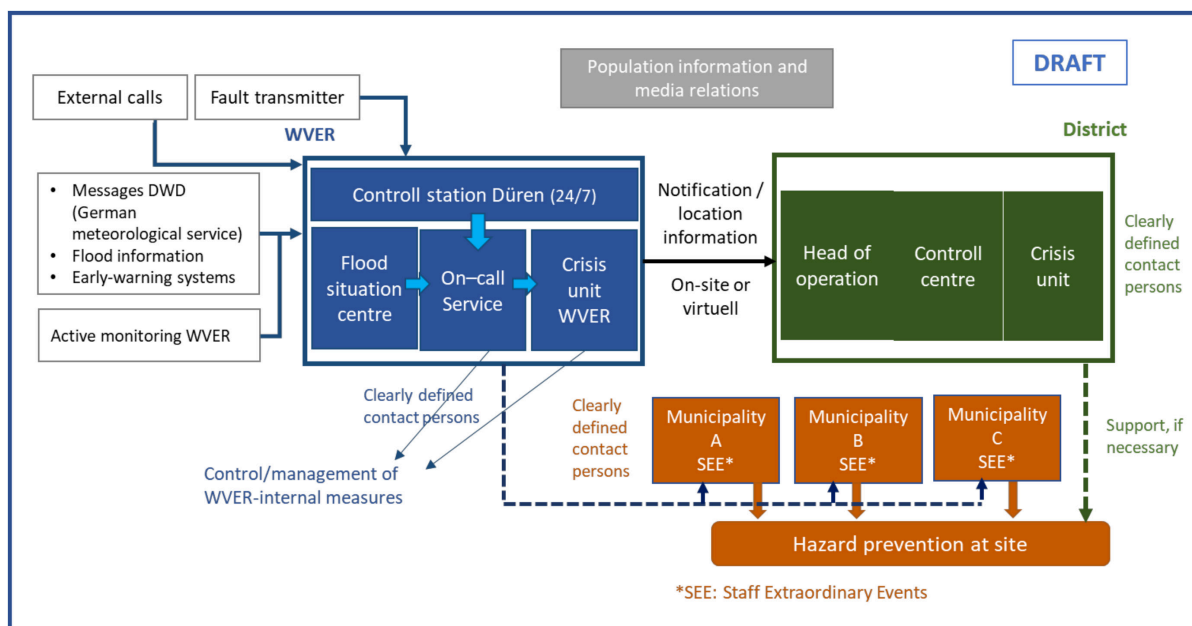 Population information and
media relations
DRAFT
External calls
Fault transmitter
WVER
District
• Messages DWD
(German
meteorological service)
• Flood information
• Early-warning systems
Active monitoring WVER
Controll station Düren (24/7)
Flood
situation
centre
On–call
Service
Crisis
unit
WVER
Notification /
location
information
On-site or
virtuell
Head of
operation
Controll
centre
Crisis
unit
Clearly
defined
contact
persons
Clearly defined
contact persons
Control/management of
WVER-internal measures
Clearly
defined
contact
persons
Municipality
A
SEE*
Municipality
B
SEE*
Municipality
C
SEE*
Support, if
necessary
Hazard prevention at site
*SEE: Staff Extraordinary Events